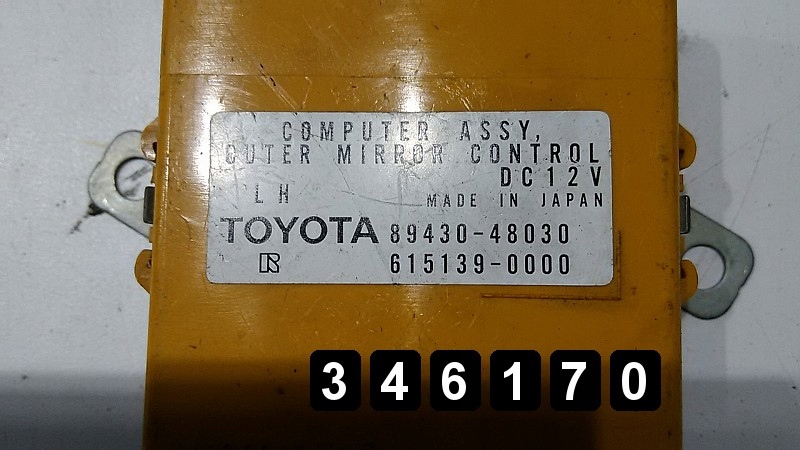 COMPUTER ASSY,
OUTER MIRROR CONTROL
DC12V
LH
MADE IN JAPAN
TOYOTA 89430-48030
R 615139-0000
346170